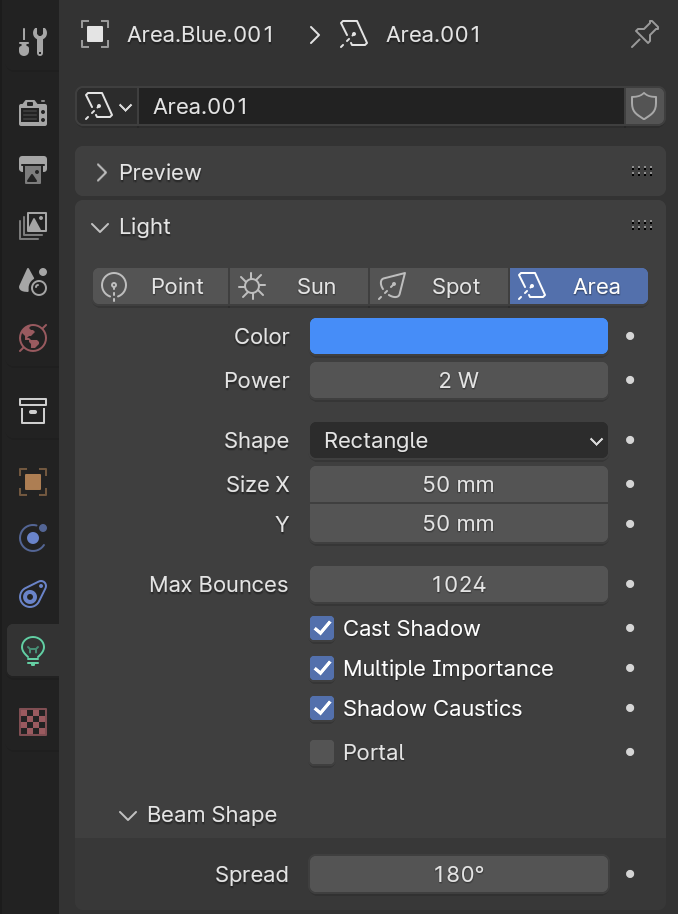 Area.Blue.001 > Area.001
Area.001
Preview
Light
Point Sun Spot Area
Color
Power 2 W
Shape Rectangle
Size X 50 mm
Y 50 mm
Max Bounces 1024
Cast Shadow
Multiple Importance
Shadow Caustics
Portal
Beam Shape
Spread 180°